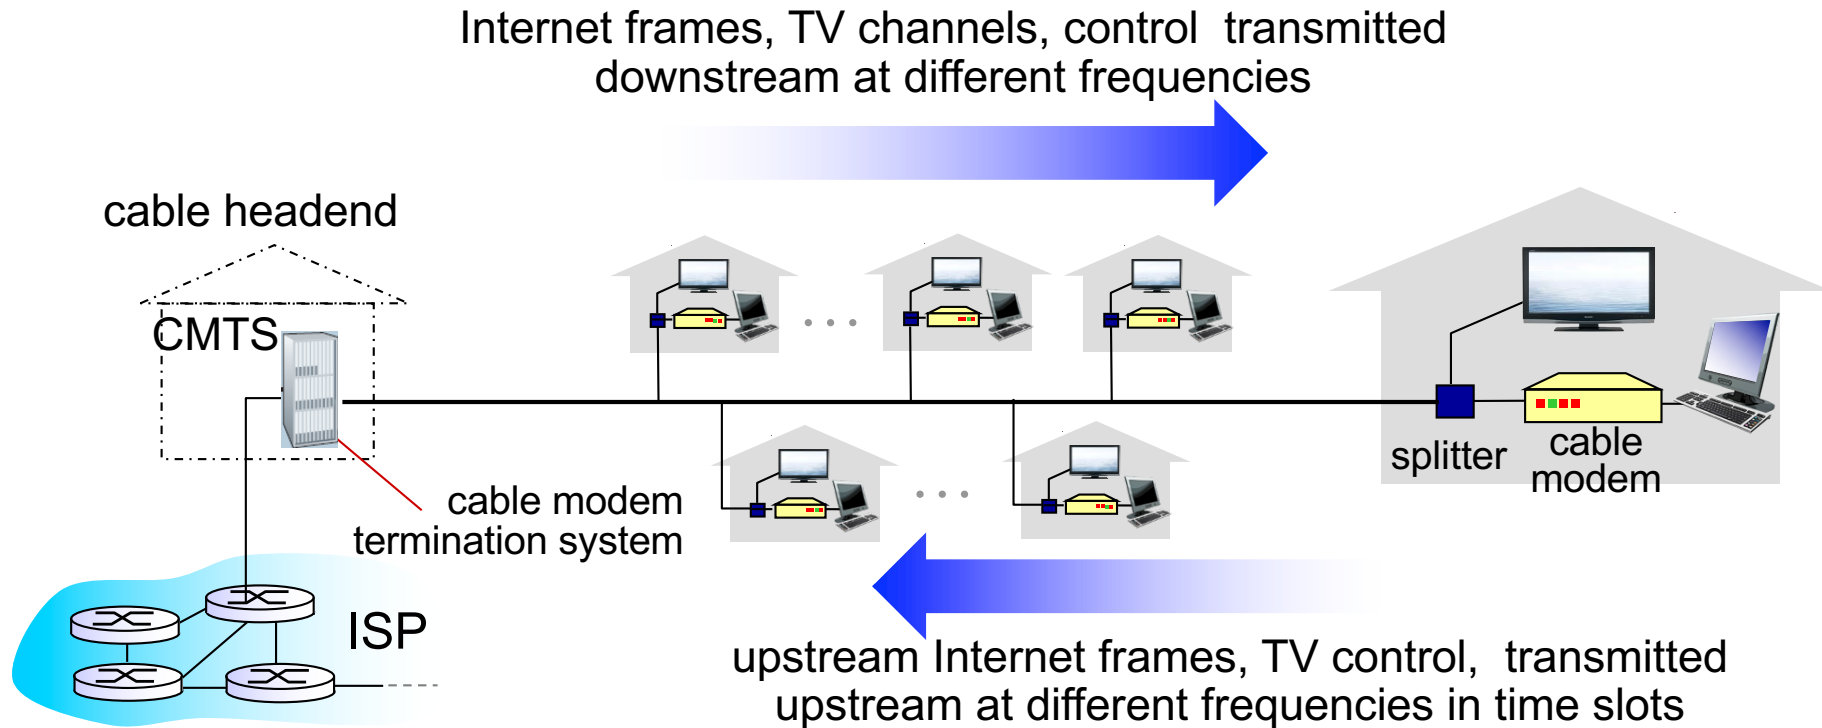 Internet frames, TV channels, control transmitted
downstream at different frequencies
cable headend
CMTS
splitter
cable
modem
cable modem
termination system
ISP
upstream Internet frames, TV control, transmitted
upstream at different frequencies in time slots